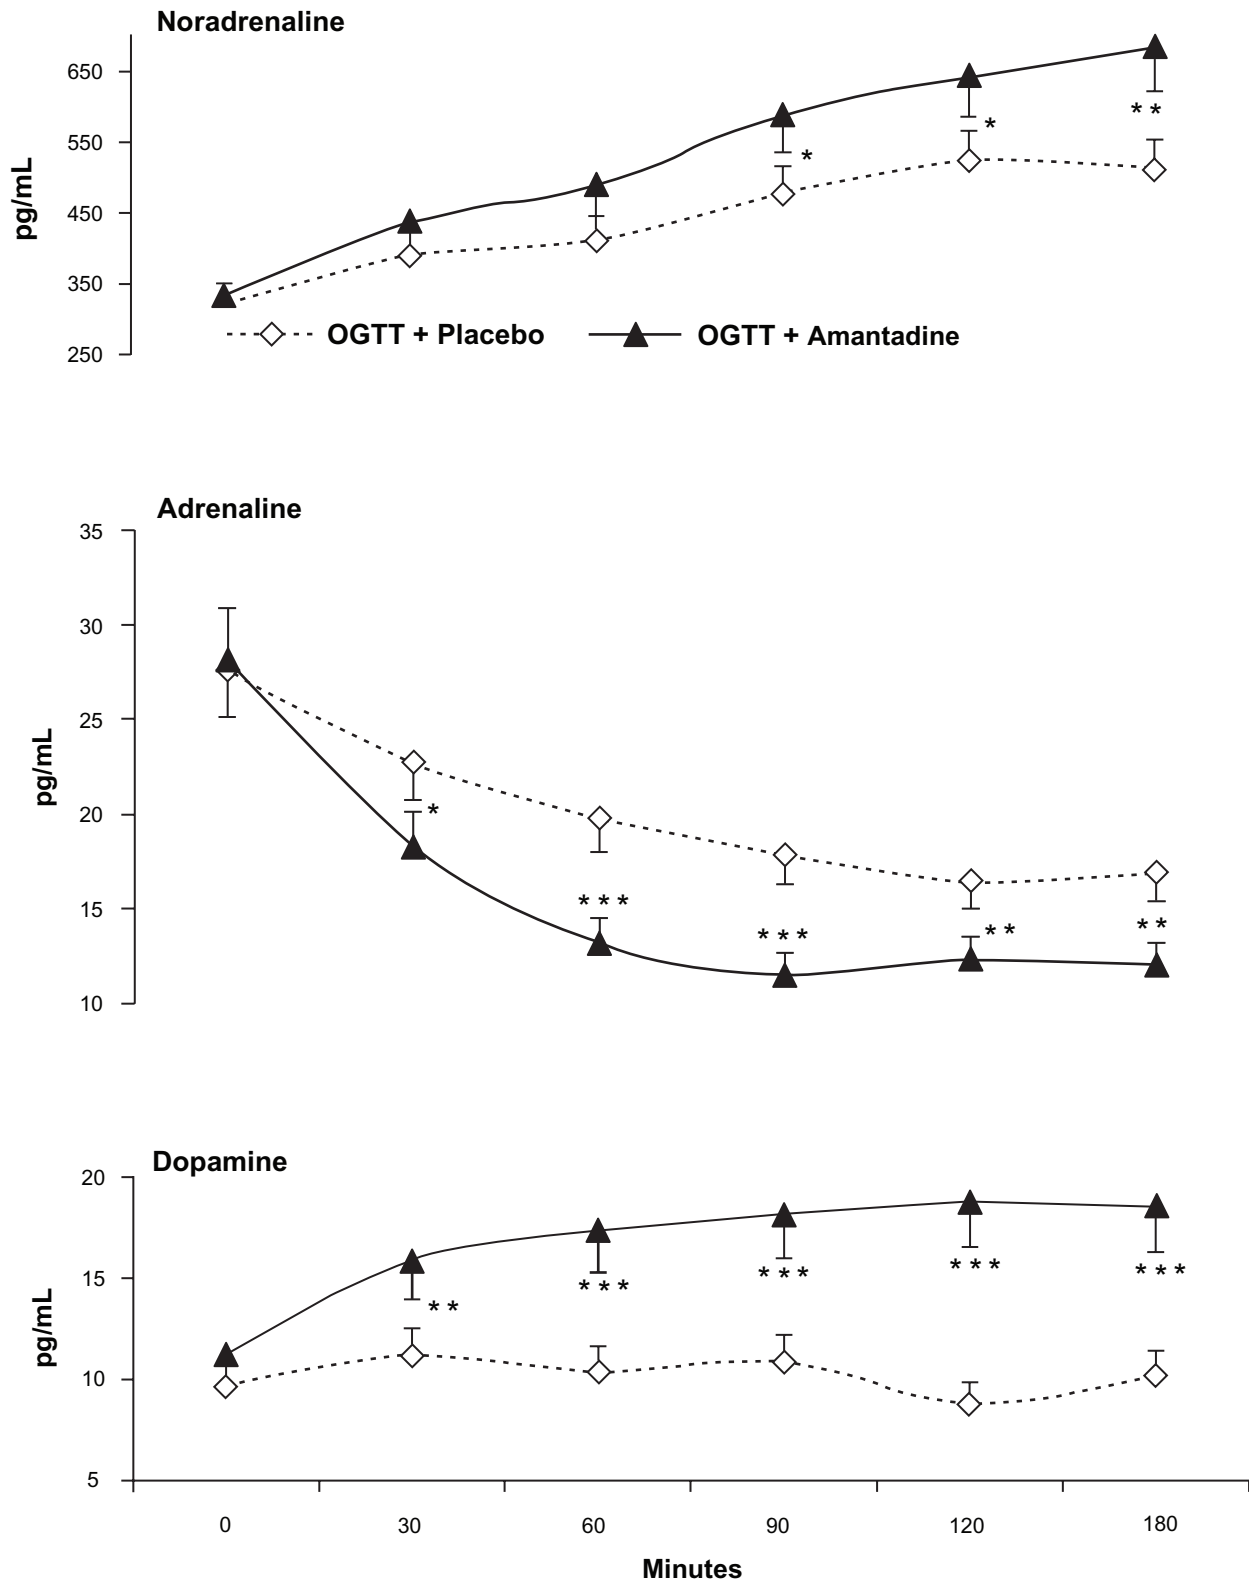 Noradrenaline
650
550
450
350
250
pg/mL
*
*
* *
OGTT + Placebo
OGTT + Amantadine
Adrenaline
35
30
25
20
15
10
pg/mL
*
* * *
* * *
* *
* *
Dopamine
20
15
10
5
pg/mL
* *
* * *
* * *
* * *
* * *
0 30 60 90 120 180
Minutes